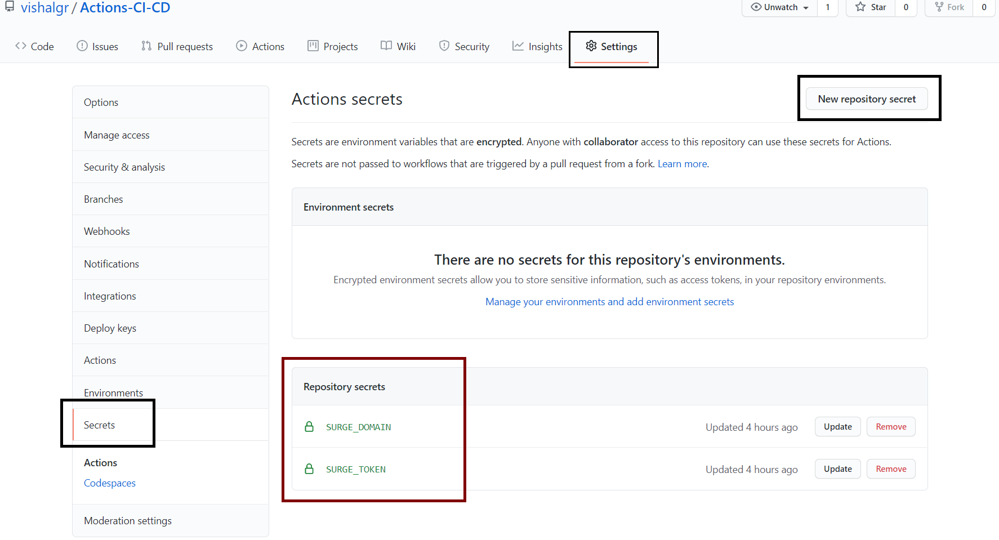 vishalgr / Actions-CI-CD
Unwatch 1 Star 0 Fork 0
Code Issues Pull requests Actions Projects Wiki Security Insights Settings
Options
Manage access
Security & analysis
Branches
Webhooks
Notifications
Integrations
Deploy keys
Actions
Environments
Secrets
Actions
Codespaces
Moderation settings
Actions secrets
New repository secret
Secrets are environment variables that are encrypted. Anyone with collaborator access to this repository can use these secrets for Actions.
Secrets are not passed to workflows that are triggered by a pull request from a fork. Learn more.
Environment secrets
There are no secrets for this repository's environments.
Encrypted environment secrets allow you to store sensitive information, such as access tokens, in your repository environments.
Manage your environments and add environment secrets
Repository secrets
SURGE_DOMAIN Updated 4 hours ago Update Remove
SURGE_TOKEN Updated 4 hours ago Update Remove